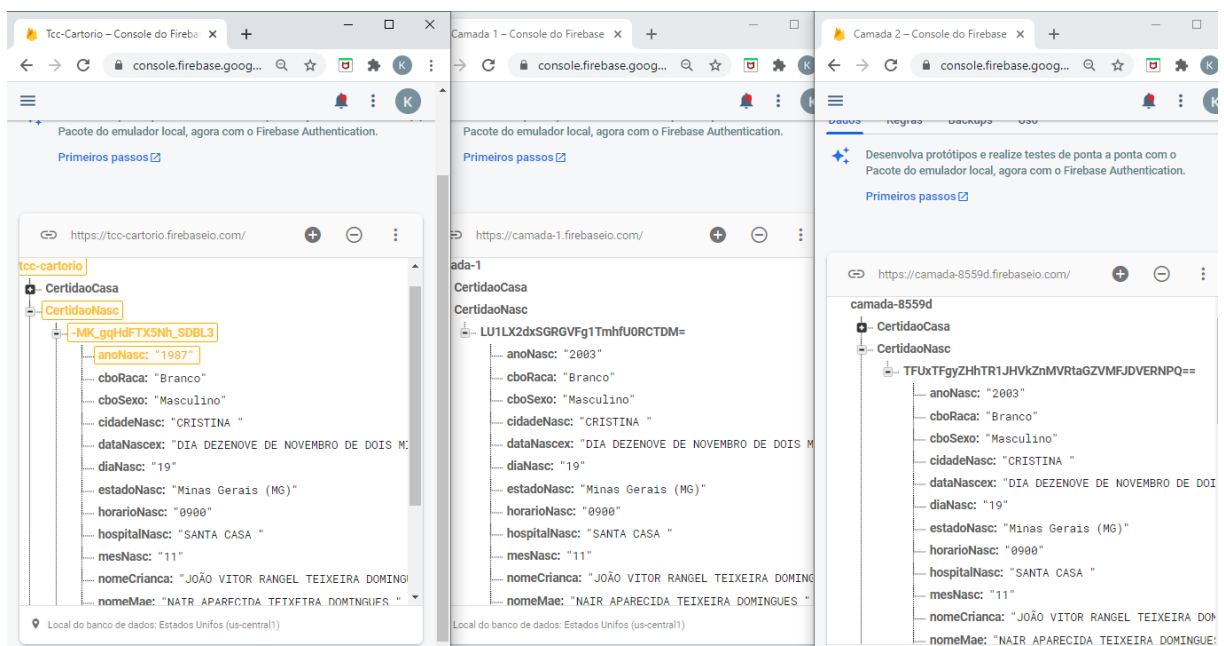 Tcc-Cartorio – Console do Fireba
console.firebase.goog...
K
Pacote do emulador local, agora com o Firebase Authentication.
Primeiros passos
https://tcc-cartorio.firebaseio.com/
tcc-cartorio
CertidaoCasa
CertidaoNasc
-MK_gqHdFTX5Nh_SDBL3
anoNasc: "1987"
cboRaca: "Branco"
cboSexo: "Masculino"
cidadeNasc: "CRISTINA "
dataNascex: "DIA DEZENOVE DE NOVEMBRO DE DOIS MI
diaNasc: "19"
estadoNasc: "Minas Gerais (MG)"
horarioNasc: "0900"
hospitalNasc: "SANTA CASA "
mesNasc: "11"
nomeCrianca: "JOÃO VITOR RANGEL TEIXEIRA DOMINGU
nomeMae: "NAIR APARECIDA TEIXEIRA DOMINGUES "
Local do banco de dados: Estados Unifos (us-central1)
Camada 1 – Console do Firebase
console.firebase.goog...
K
Pacote do emulador local, agora com o Firebase Authentication.
Primeiros passos
https://camada-1.firebaseio.com/
ada-1
CertidaoCasa
CertidaoNasc
LU1LX2dxSGRGVFg1TmhfU0RCTDM=
anoNasc: "2003"
cboRaca: "Branco"
cboSexo: "Masculino"
cidadeNasc: "CRISTINA "
dataNascex: "DIA DEZENOVE DE NOVEMBRO DE DOIS M
diaNasc: "19"
estadoNasc: "Minas Gerais (MG)"
horarioNasc: "0900"
hospitalNasc: "SANTA CASA "
mesNasc: "11"
nomeCrianca: "JOÃO VITOR RANGEL TEIXEIRA DOMING
nomeMae: "NAIR APARECIDA TEIXEIRA DOMINGUES "
Local do banco de dados: Estados Unifos (us-central1)
Camada 2 – Console do Firebase
console.firebase.goog...
K
Dados Regras Backups Uso
Desenvolva protótipos e realize testes de ponta a ponta com o
Pacote do emulador local, agora com o Firebase Authentication.
Primeiros passos
https://camada-8559d.firebaseio.com/
camada-8559d
CertidaoCasa
CertidaoNasc
TFUxTFgyZHhTR1JHVkZnMVRtaGZVMFJDVERNPQ==
anoNasc: "2003"
cboRaca: "Branco"
cboSexo: "Masculino"
cidadeNasc: "CRISTINA "
dataNascex: "DIA DEZENOVE DE NOVEMBRO DE DOI
diaNasc: "19"
estadoNasc: "Minas Gerais (MG)"
horarioNasc: "0900"
hospitalNasc: "SANTA CASA "
mesNasc: "11"
nomeCrianca: "JOÃO VITOR RANGEL TEIXEIRA DOM
nomeMae: "NAIR APARECIDA TEIXEIRA DOMINGUE